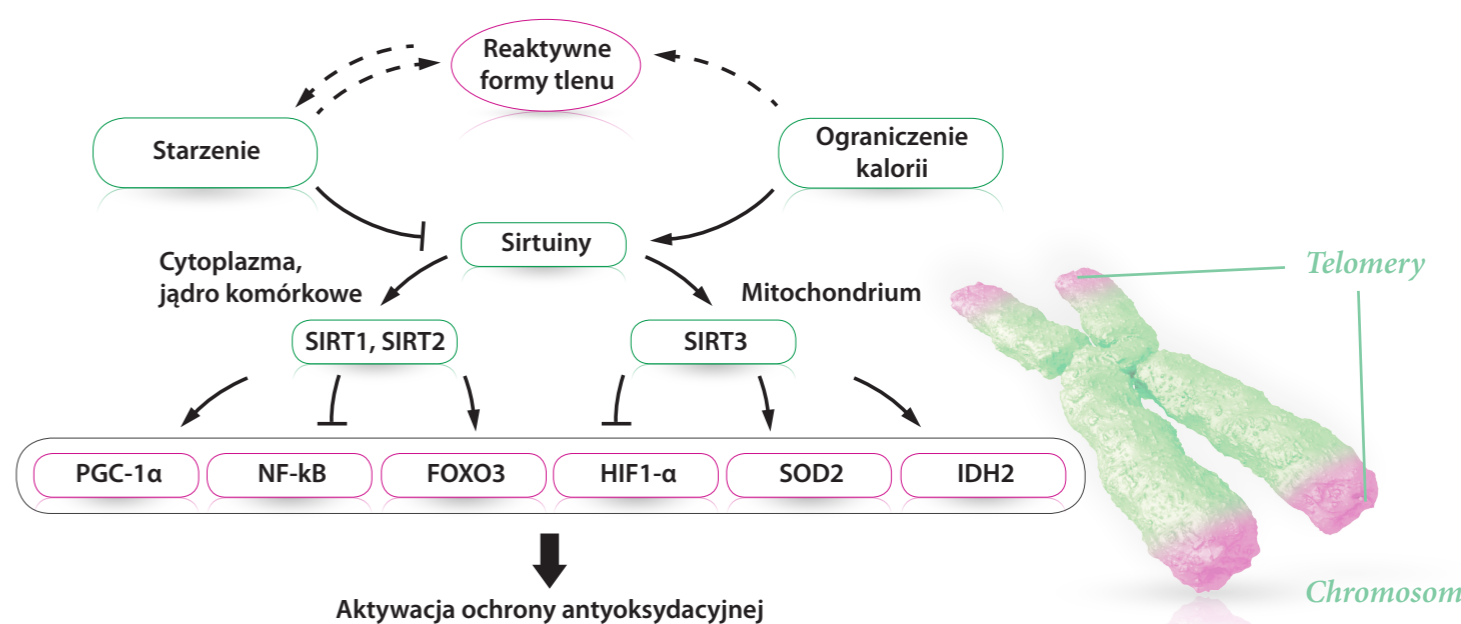 Reaktywne
formy tlenu
Starzenie
Ograniczenie
kalorii
Sirtuiny
Cytoplazma,
jądro komórkowe
Mitochondrium
SIRT1, SIRT2
SIRT3
PGC-1α
NF-kB
FOXO3
HIF1-α
SOD2
IDH2
Aktywacja ochrony antyoksydacyjnej
Telomery
Chromosom